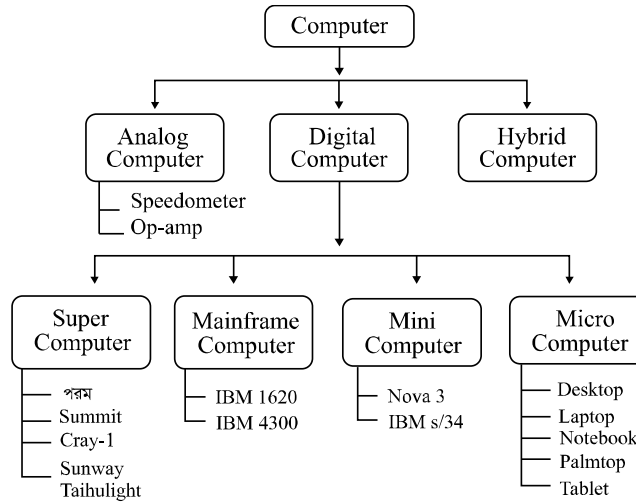 Computer
Analog
Computer
Digital
Computer
Hybrid
Computer
Speedometer
Op-amp
Super
Computer
Mainframe
Computer
Mini
Computer
Micro
Computer
পরম
Summit
Cray-1
Sunway
Taihulight
IBM 1620
IBM 4300
Nova 3
IBM s/34
Desktop
Laptop
Notebook
Palmtop
Tablet